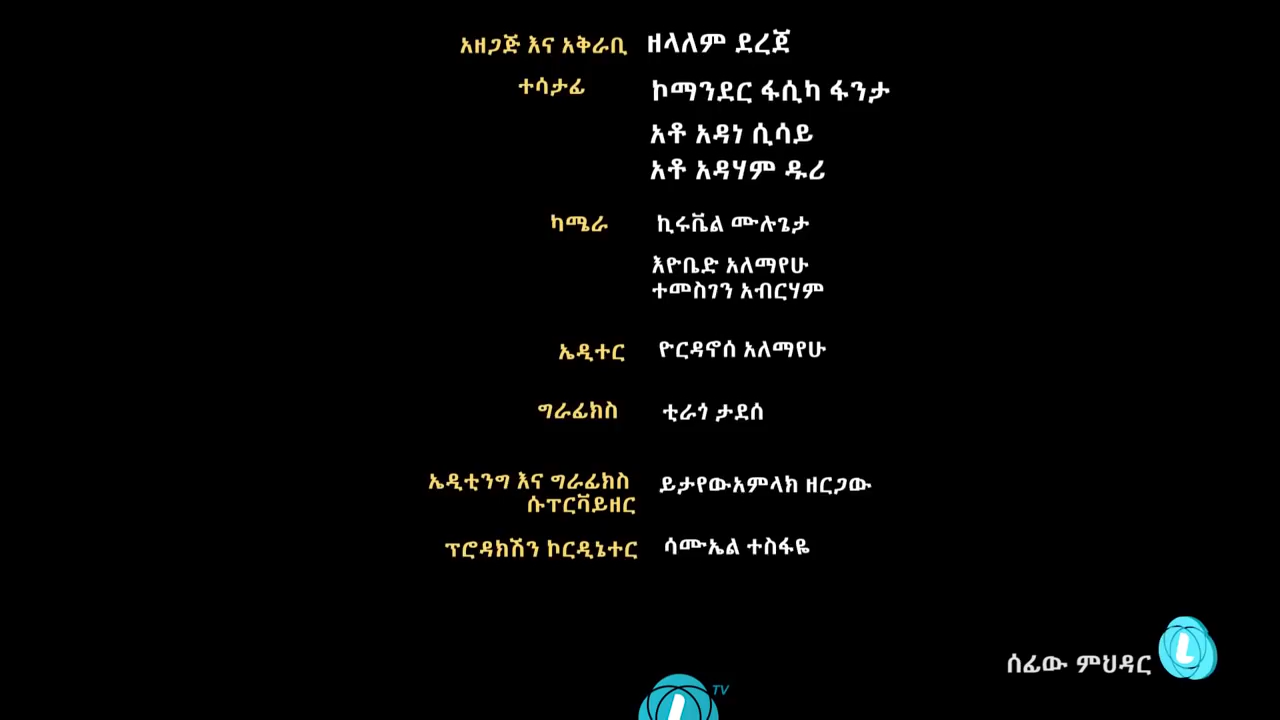 አዘጋጅ እና አቅራቢ ዘላለም ደረጀ
ተሳታፊ ኮማንደር ፋሲካ ፋንታ
አቶ አዳነ ሲሳይ
አቶ አዳሃም ዱሪ
ካሜራ ኪሩቤል ሙሉጌታ
እዮቤድ አለማየሁ
ተመስገን አብርሃም
ኤዲተር ዮርዳኖሰ አለማየሁ
ግራፊክስ ቲራጎ ታደሰ
ኤዲቲንግ እና ግራፊክስ
ሱፐርቫይዘር ይታየውአምላክ ዘርጋው
ፕሮዳክሽን ኮርዲኔተር ሳሙኤል ተስፋዬ
ሰፊው ምህዳር L
L TV